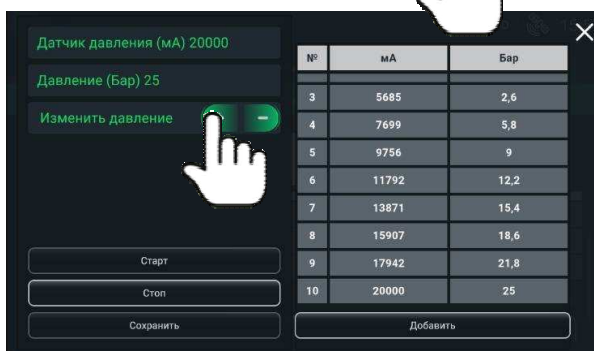 Датчик давления (мА) 20000
Давление (Бар) 25
Изменить давление
Старт
Стоп
Сохранить
№ мА Бар
3 5685 2,6
4 7699 5,8
5 9756 9
6 11792 12,2
7 13871 15,4
8 15907 18,6
9 17942 21,8
10 20000 25
Добавить